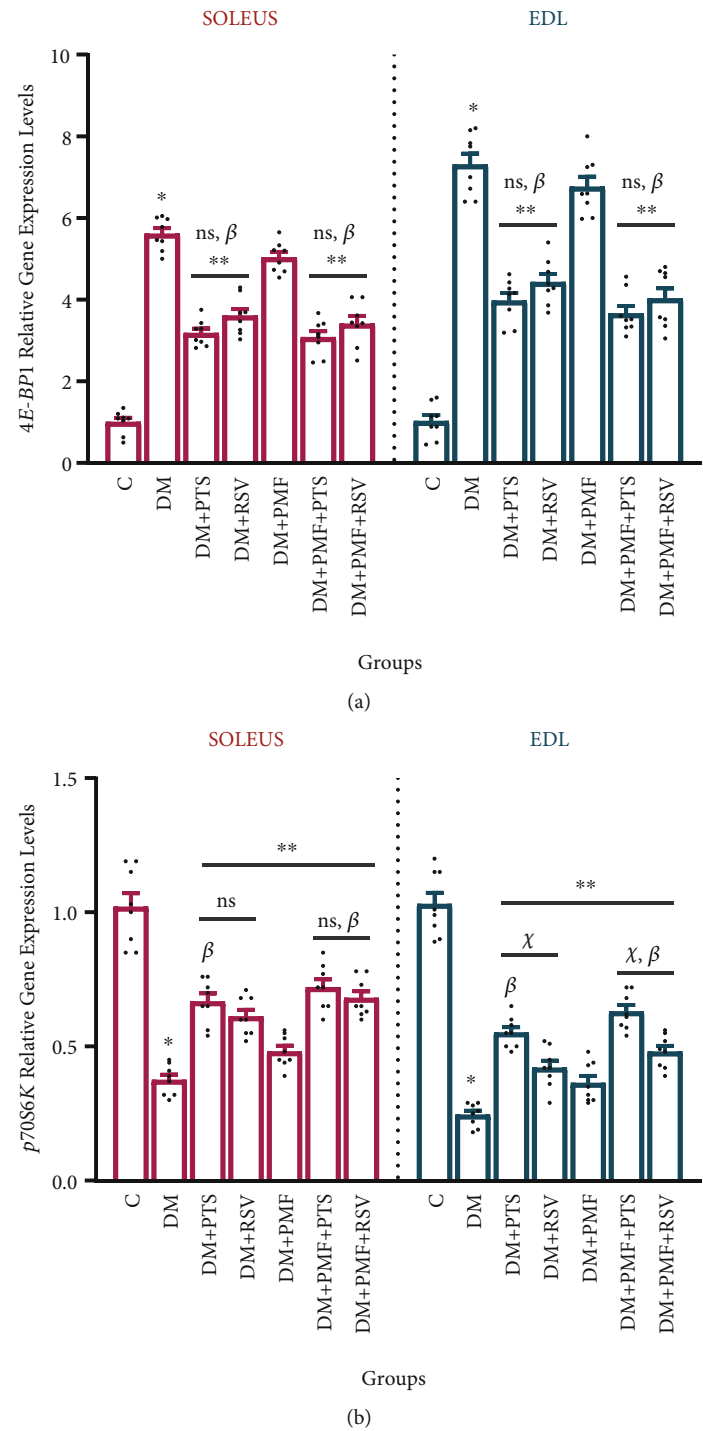 SOLEUS
EDL
4E-BP1 Relative Gene Expression Levels
10
8
6
4
2
0
*
ns, β
**
ns, β
**
*
ns, β
**
ns, β
**
C
DM
DM+PTS
DM+RSV
DM+PMF
DM+PMF+PTS
DM+PMF+RSV
C
DM
DM+PTS
DM+RSV
DM+PMF
DM+PMF+PTS
DM+PMF+RSV
Groups
(a)
SOLEUS
EDL
p70S6K Relative Gene Expression Levels
1.5
1.0
0.5
0.0
**
ns
ns, β
β
*
**
χ
χ, β
β
*
C
DM
DM+PTS
DM+RSV
DM+PMF
DM+PMF+PTS
DM+PMF+RSV
C
DM
DM+PTS
DM+RSV
DM+PMF
DM+PMF+PTS
DM+PMF+RSV
Groups
(b)